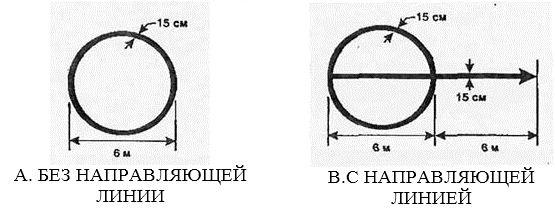 15 см
6 м
А. БЕЗ НАПРАВЛЯЮЩЕЙ
ЛИНИИ
15 см
15 см
6 м
6 м
В.С НАПРАВЛЯЮЩЕЙ
ЛИНИЕЙ